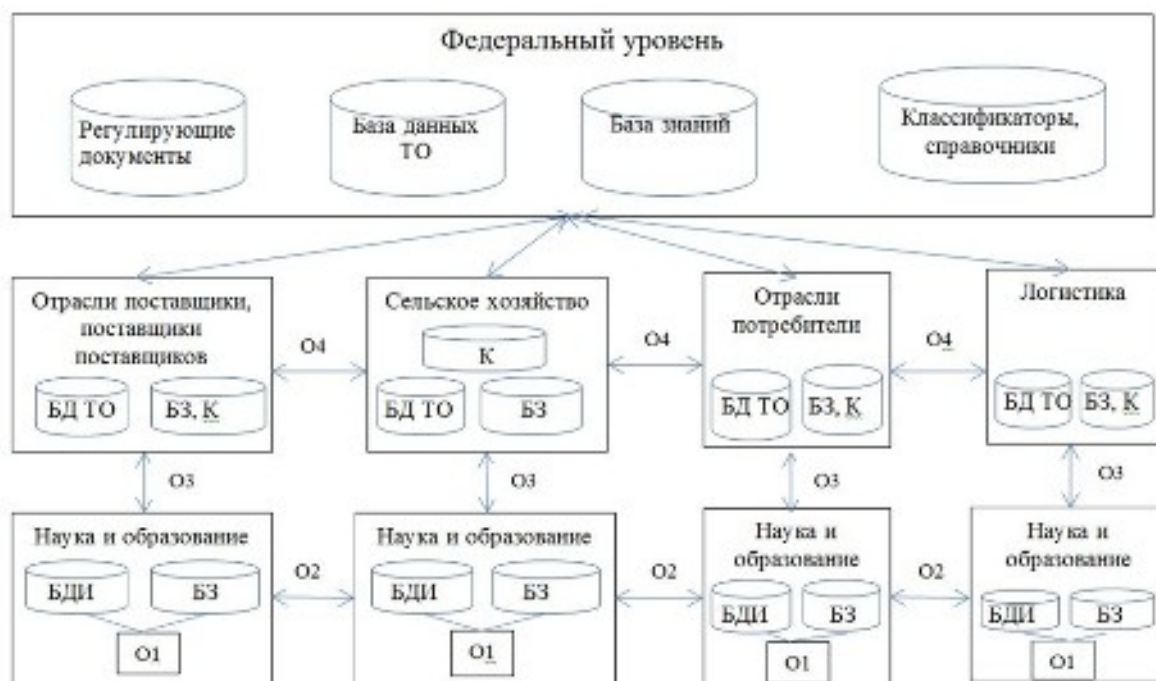 Федеральный уровень
Регулирующие
документы
База данных
ТО
База знаний
Классификаторы,
справочники
Отрасли поставщики,
поставщики
поставщиков
БД ТО
БЗ, К
О4
Сельское хозяйство
К
БД ТО
БЗ
О4
Отрасли
потребители
БД ТО
БЗ, К
О4
Логистика
БД ТО
БЗ, К
О3
О3
О3
О3
Наука и образование
БДИ
БЗ
О1
О2
Наука и образование
БДИ
БЗ
О1
О2
Наука и
образование
БДИ
БЗ
О1
О2
Наука и
образование
БДИ
БЗ
О1